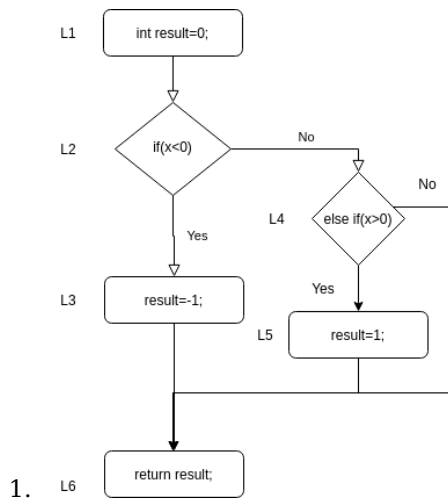 L1 int result=0;
L2 if(x<0)
No
No
L4 else if(x>0)
Yes
Yes
L3 result=-1;
L5 result=1;
1. L6 return result;